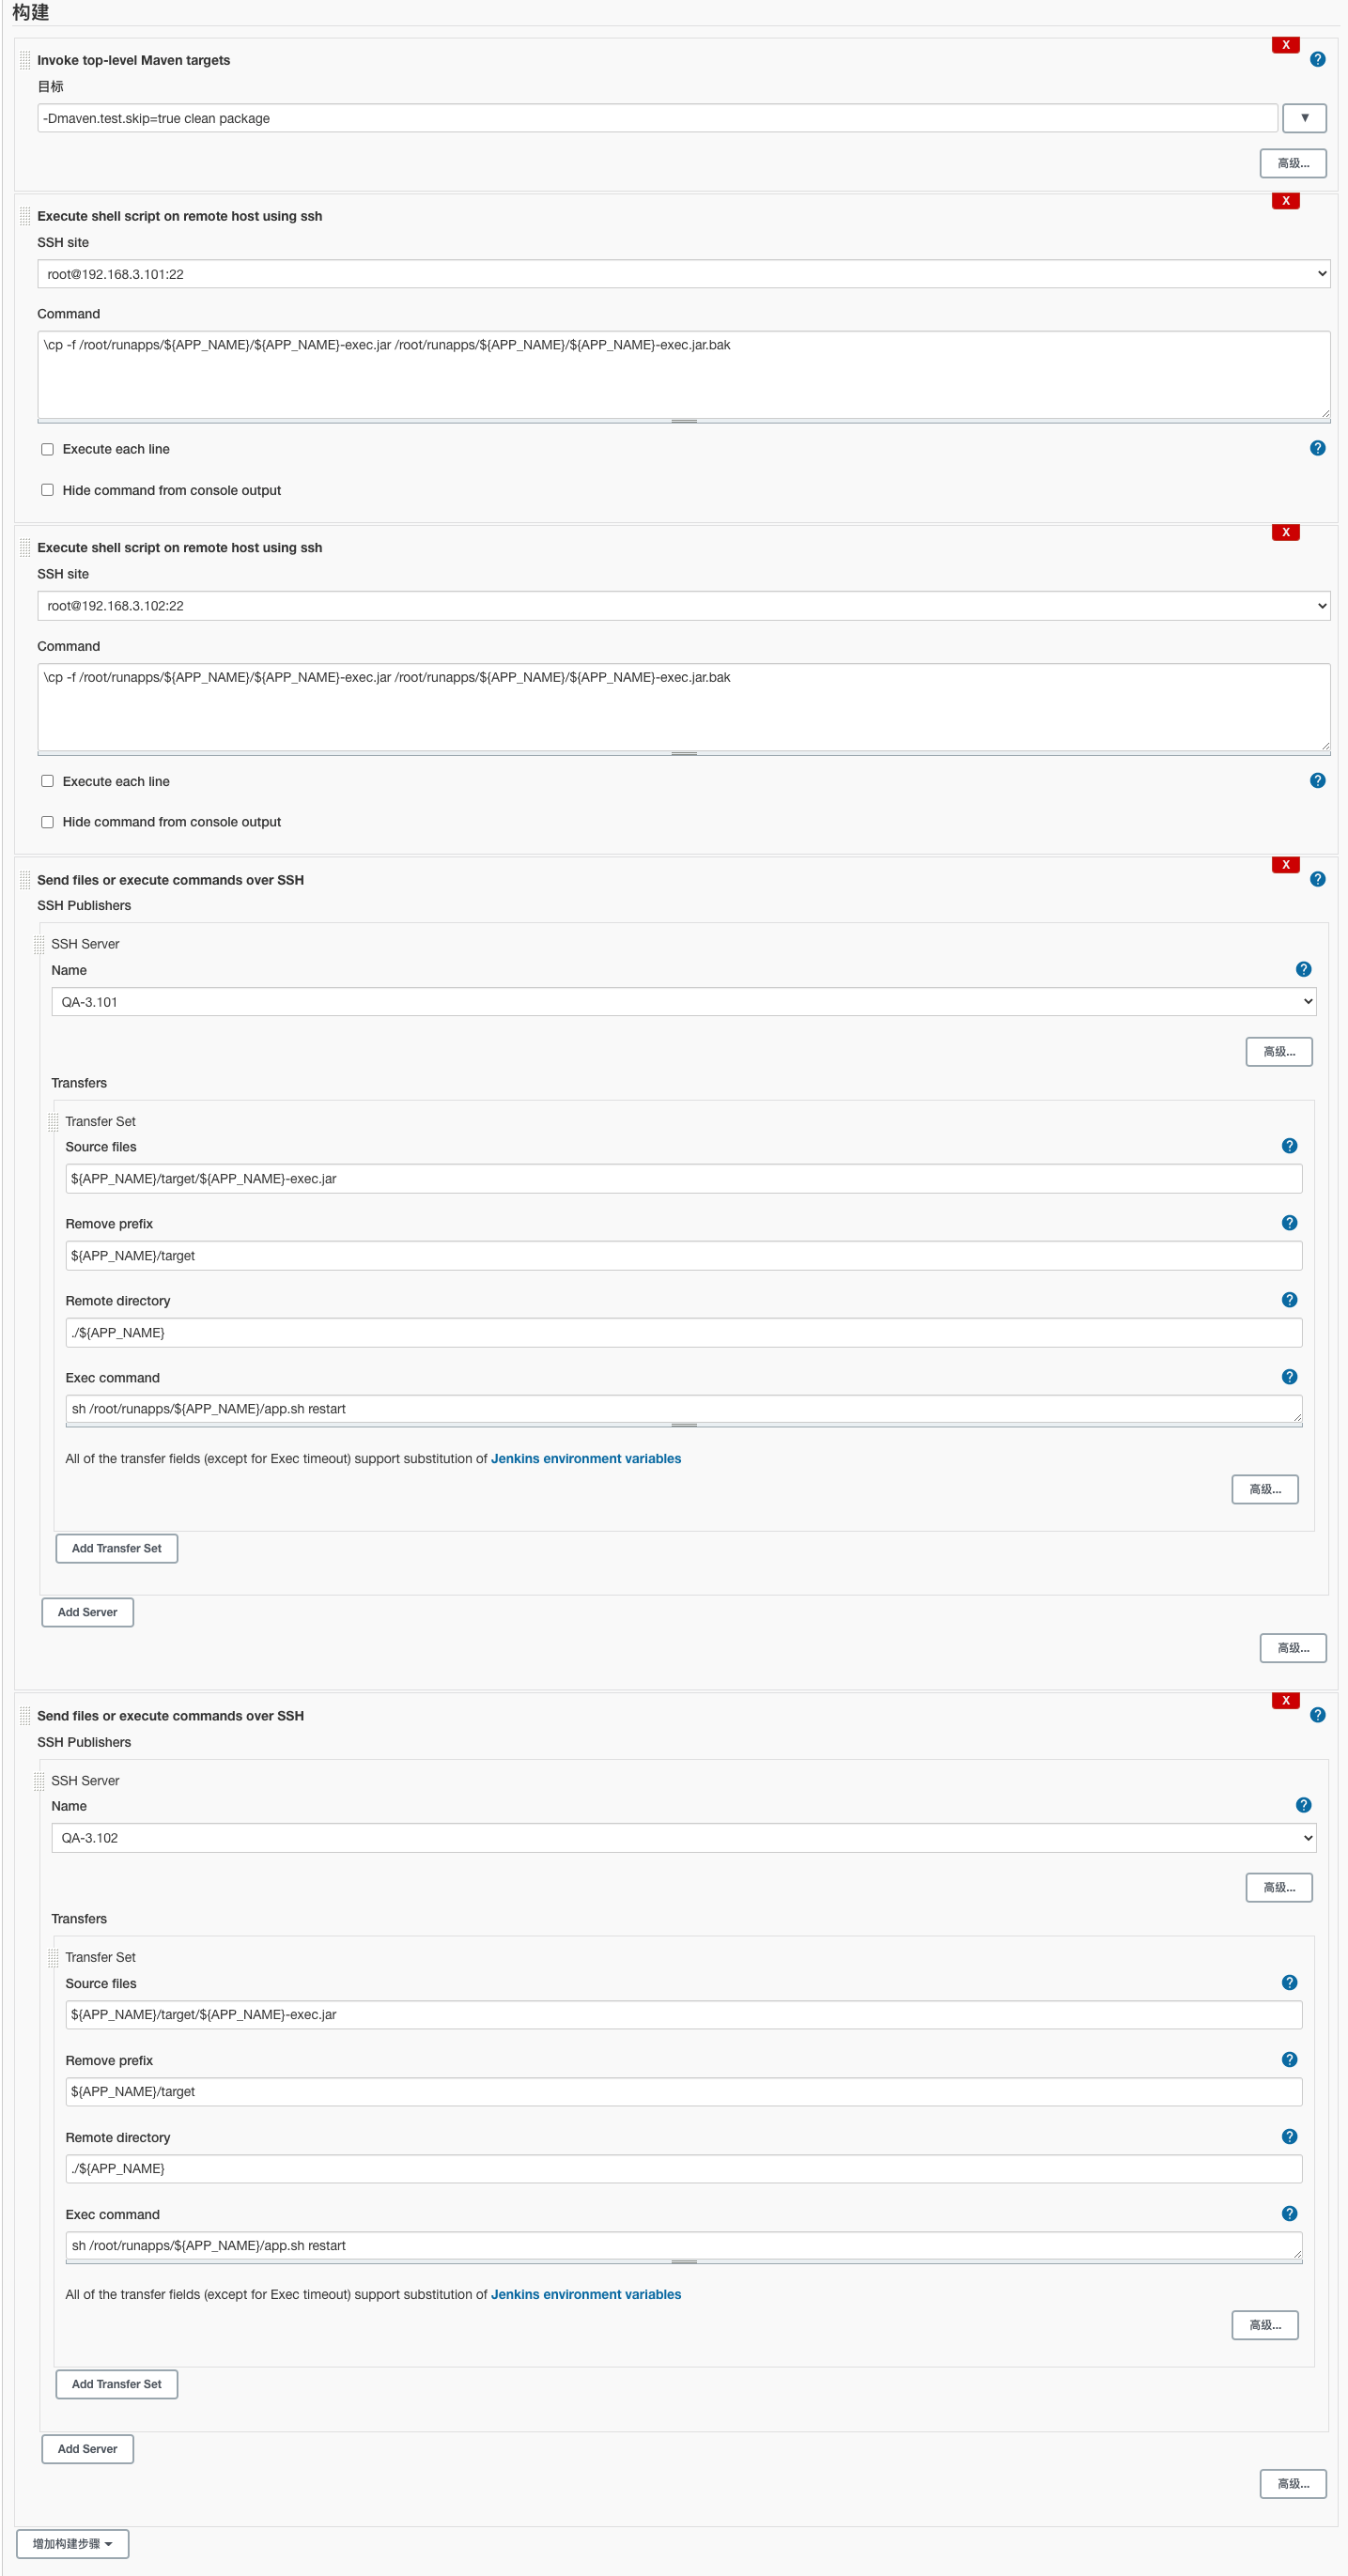 构建
X
Invoke top-level Maven targets
?
目标
-Dmaven.test.skip=true clean package
▼
高级...
X
Execute shell script on remote host using ssh
SSH site
root@192.168.3.101:22
Command
\cp -f /root/runapps/${APP_NAME}/${APP_NAME}-exec.jar /root/runapps/${APP_NAME}/${APP_NAME}-exec.jar.bak
Execute each line
?
Hide command from console output
X
Execute shell script on remote host using ssh
SSH site
root@192.168.3.102:22
Command
\cp -f /root/runapps/${APP_NAME}/${APP_NAME}-exec.jar /root/runapps/${APP_NAME}/${APP_NAME}-exec.jar.bak
Execute each line
?
Hide command from console output
X
Send files or execute commands over SSH
?
SSH Publishers
SSH Server
Name
?
QA-3.101
高级...
Transfers
Transfer Set
Source files
?
${APP_NAME}/target/${APP_NAME}-exec.jar
Remove prefix
?
${APP_NAME}/target
Remote directory
?
./${APP_NAME}
Exec command
?
sh /root/runapps/${APP_NAME}/app.sh restart
All of the transfer fields (except for Exec timeout) support substitution of Jenkins environment variables
高级...
Add Transfer Set
Add Server
高级...
X
Send files or execute commands over SSH
?
SSH Publishers
SSH Server
Name
?
QA-3.102
高级...
Transfers
Transfer Set
Source files
?
${APP_NAME}/target/${APP_NAME}-exec.jar
Remove prefix
?
${APP_NAME}/target
Remote directory
?
./${APP_NAME}
Exec command
?
sh /root/runapps/${APP_NAME}/app.sh restart
All of the transfer fields (except for Exec timeout) support substitution of Jenkins environment variables
高级...
Add Transfer Set
Add Server
高级...
增加构建步骤